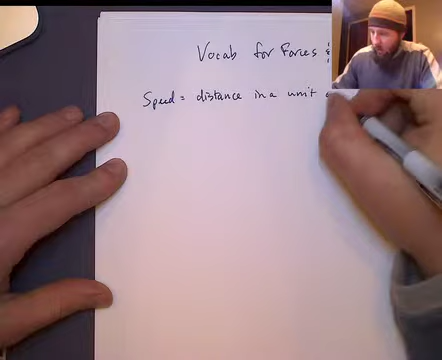 Vocab for Forces
Speed = distance in a unit